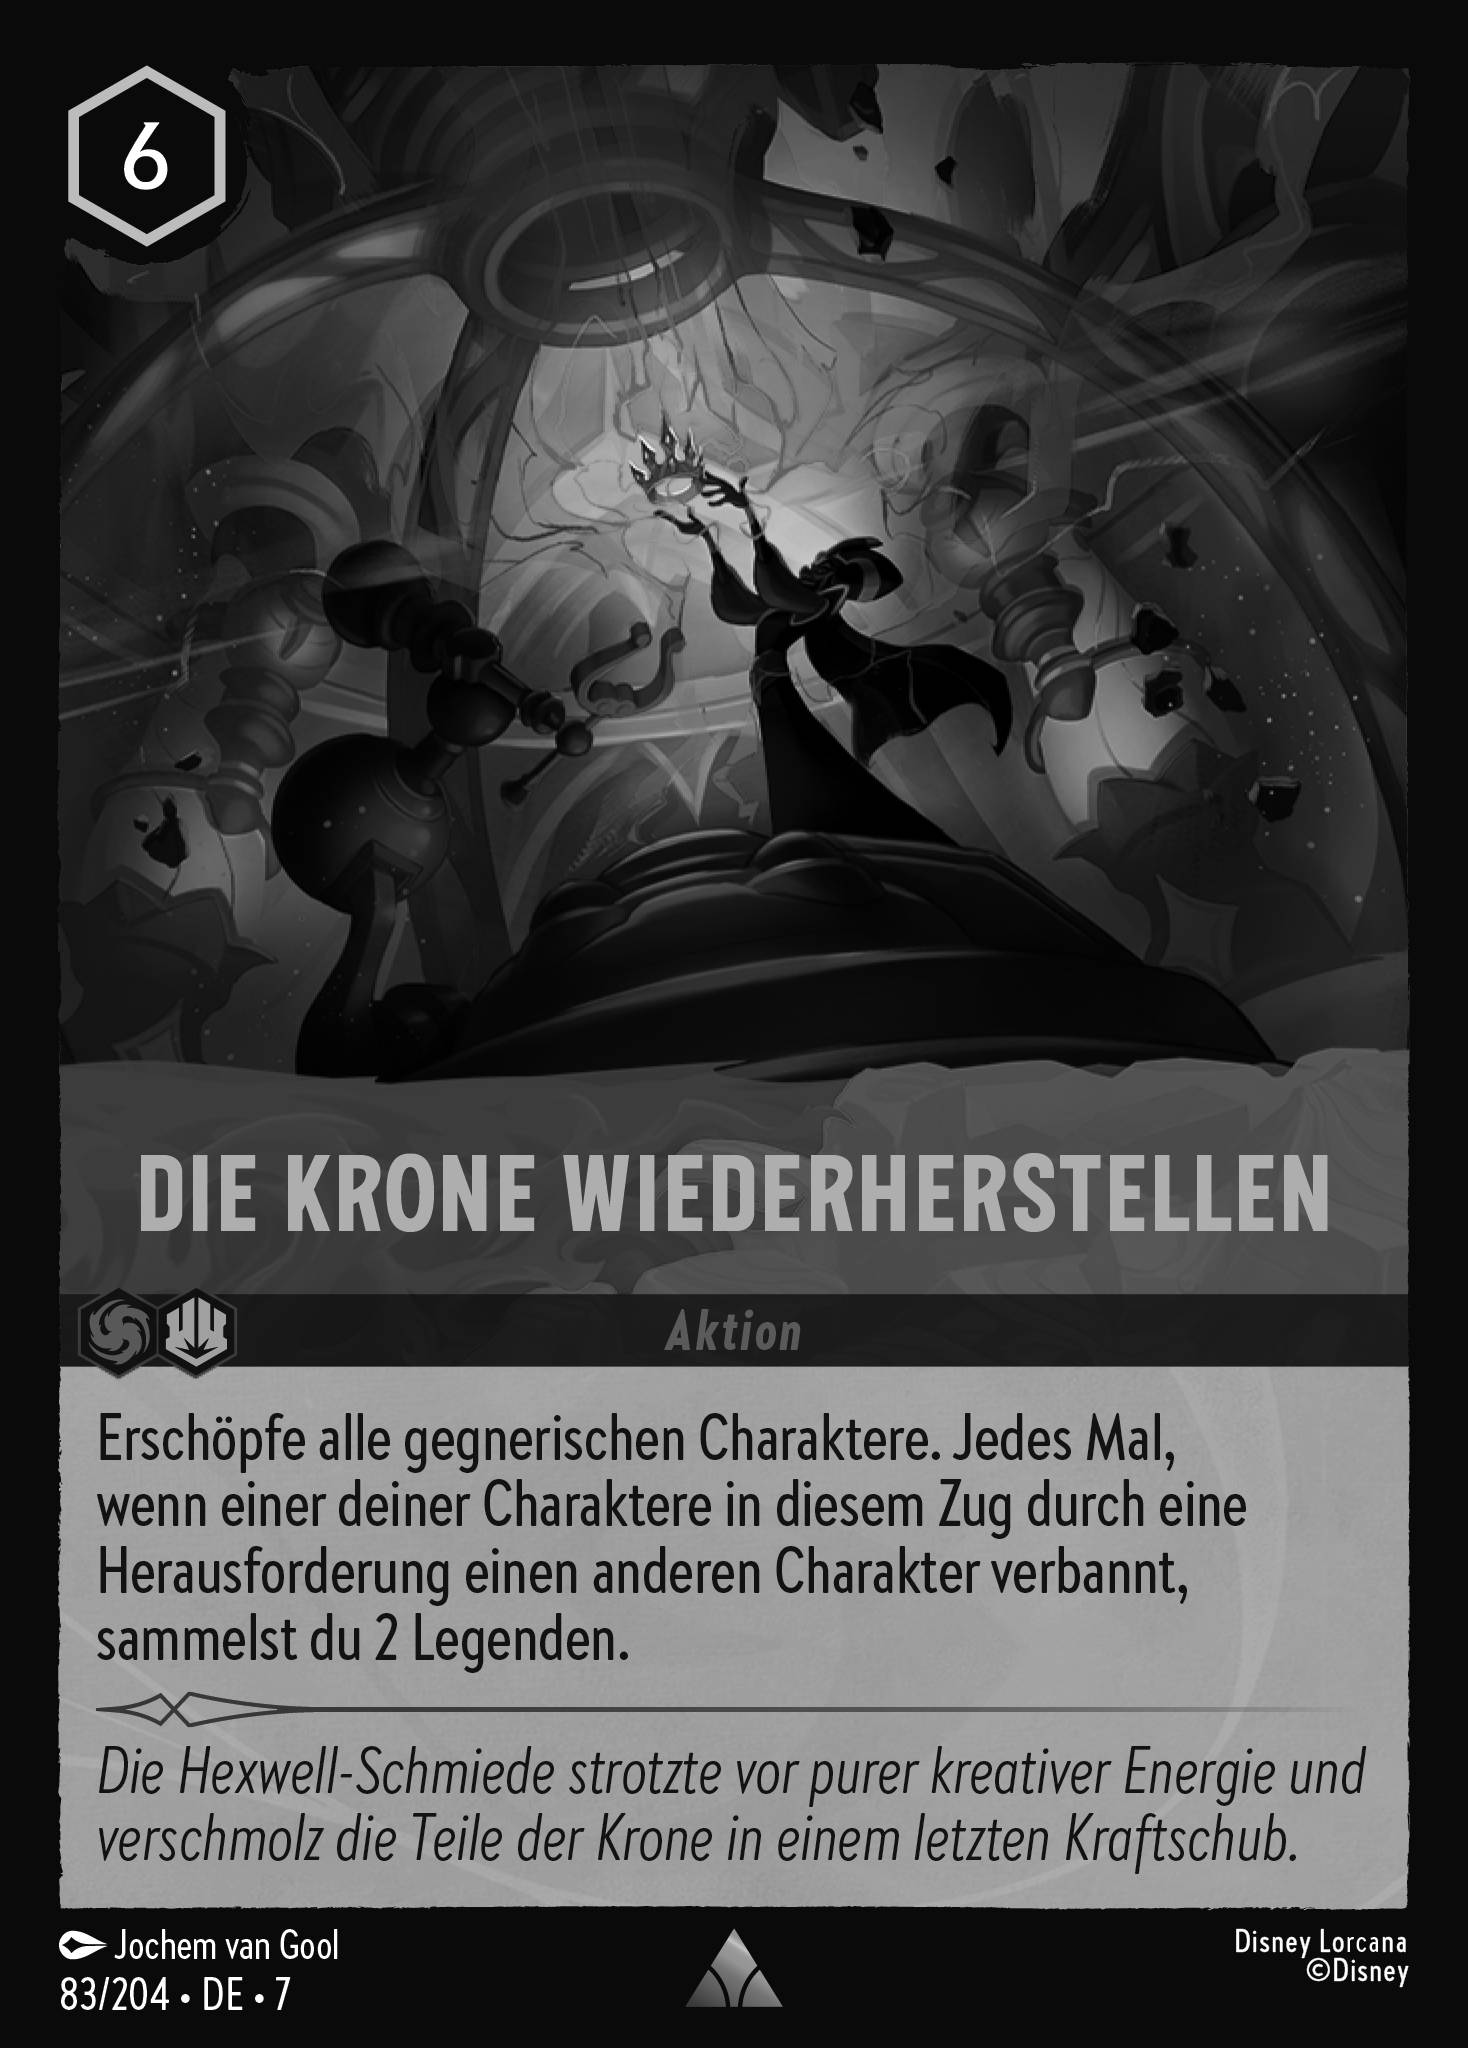 6
DIE KRONE WIEDERHERSTELLEN
Aktion
Erschöpfe alle gegnerischen Charaktere. Jedes Mal,
wenn einer deiner Charaktere in diesem Zug durch eine
Herausforderung einen anderen Charakter verbannt,
sammelst du 2 Legenden.
Die Hexwell-Schmiede strotzte vor purer kreativer Energie und
verschmolz die Teile der Krone in einem letzten Kraftschub.
Jochem van Gool
83/204 • DE • 7
Disney Lorcana
©Disney